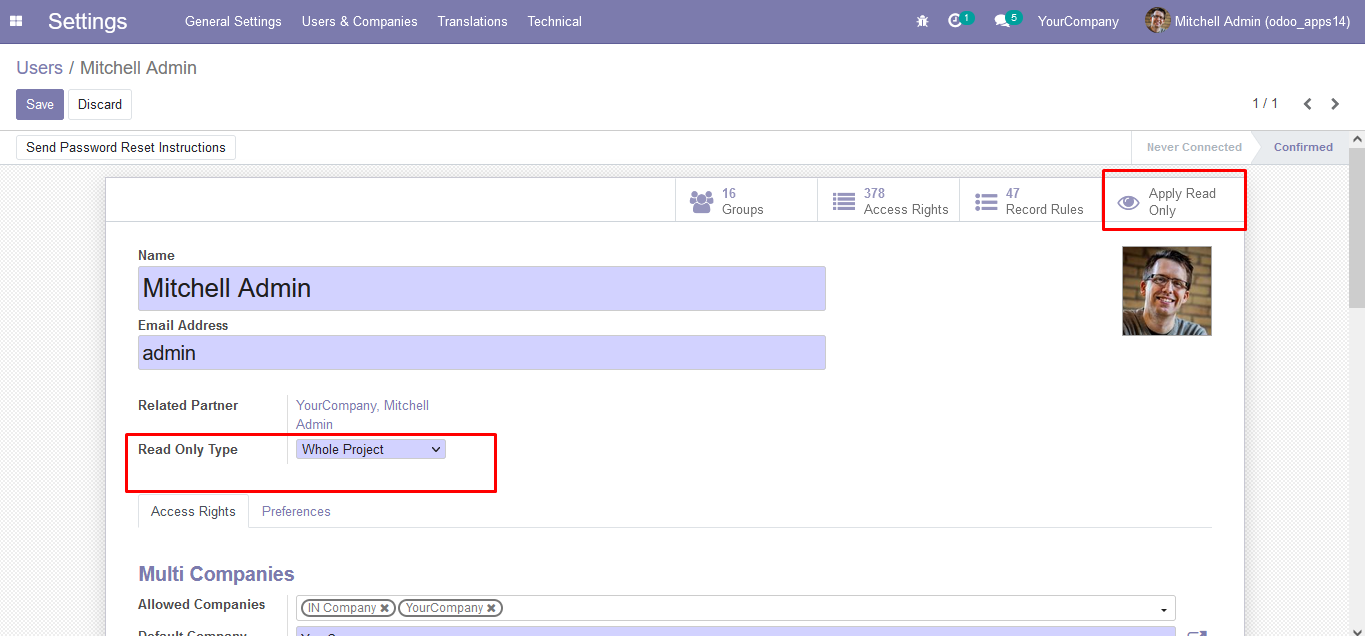 Settings General Settings Users & Companies Translations Technical 1 5 YourCompany Mitchell Admin (odoo_apps14)
Users / Mitchell Admin
Save Discard 1 / 1
Send Password Reset Instructions Never Connected Confirmed
16 Groups
378 Access Rights
47 Record Rules
Apply Read
Only
Name
Mitchell Admin
Email Address
admin
Related Partner YourCompany, Mitchell
Admin
Read Only Type Whole Project
Access Rights Preferences
Multi Companies
Allowed Companies IN Company YourCompany
Default Company